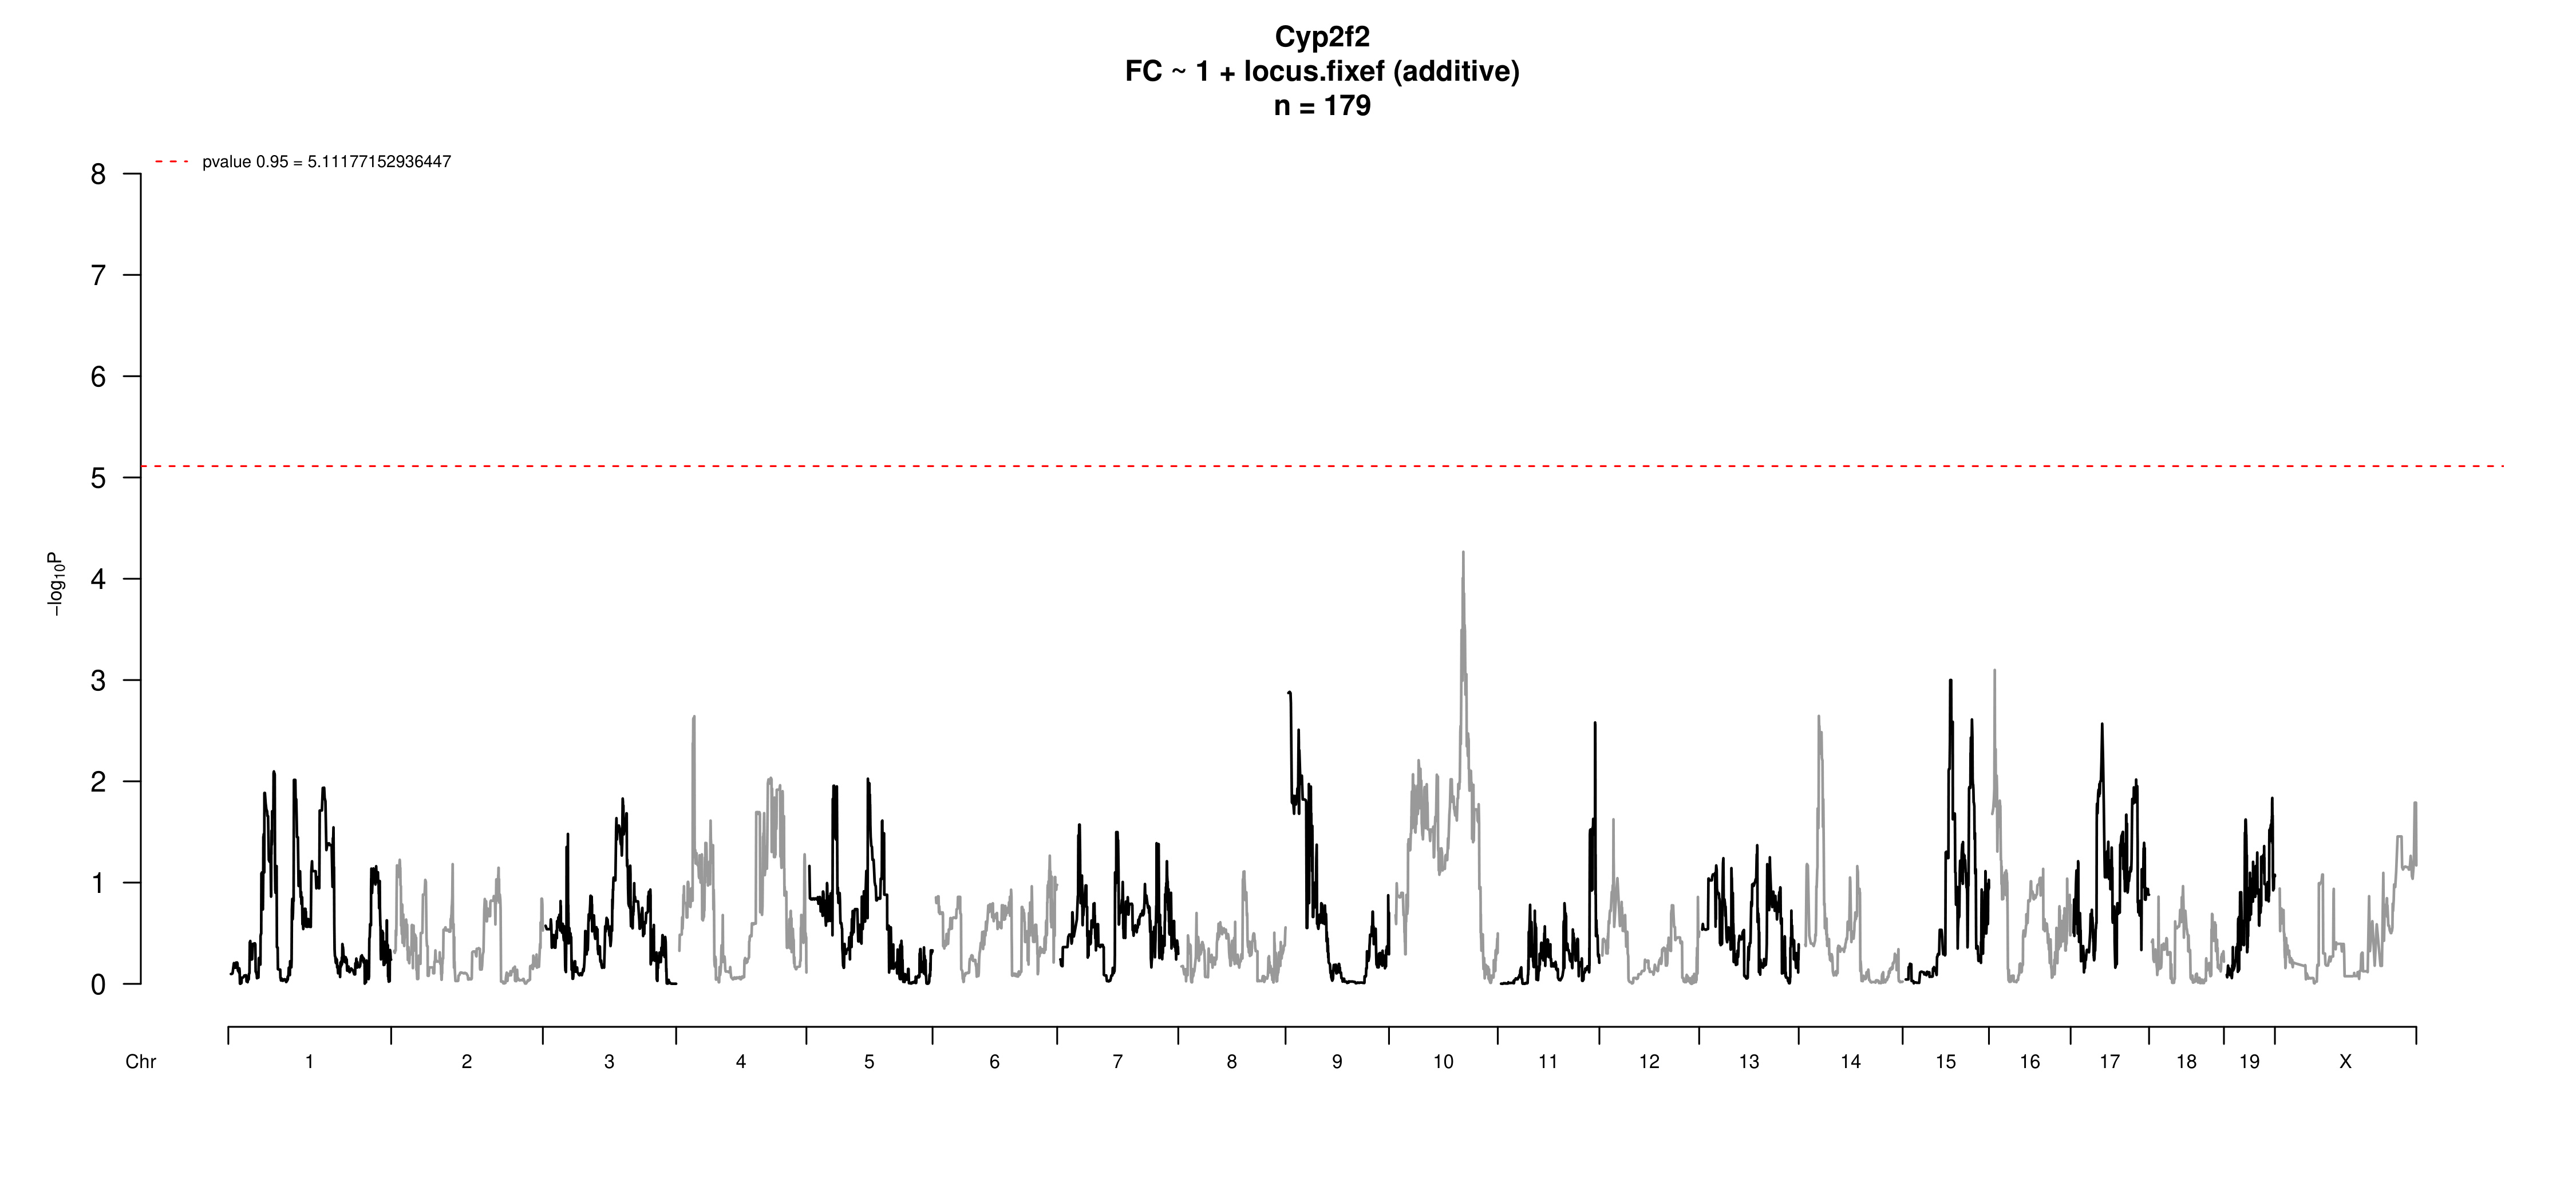 Cyp2f2
FC ~ 1 + locus.fixef (additive)
n = 179
pvalue 0.95 = 5.11177152936447
8
7
6
5
4
3
2
1
0
−log10P
Chr 1 2 3 4 5 6 7 8 9 10 11 12 13 14 15 16 17 18 19 X